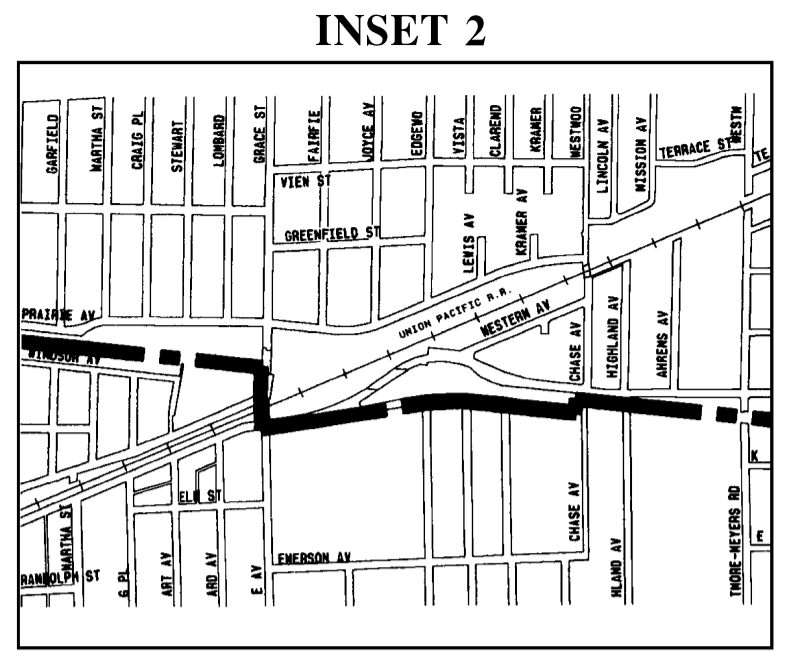 INSET 2
GARFIELD
MARTHA ST
CRAIG PL
STEWART
LOMBARD
GRACE ST
FAIRFIE
JOYCE AV
EDGEWO
VISTA
CLAREND
KRAMER
WESTWOO
LINCOLN AV
MISSION AV
TERRACE ST
WESTN
TE
VIEN ST
GREENFIELD ST
LEWIS AV
KRAMER AV
PRAIRIE AV
UNION PACIFIC R.R.
WESTERN AV
WINDSOR AV
CHASE AV
HIGHLAND AV
AHRENS AV
K
ELM ST
MARTHA ST
CHASE AV
TMORE-MEYERS RD
E
EMERSON AV
RANDOLPH ST
G PL
ART AV
ARD AV
E AV
HLAND AV